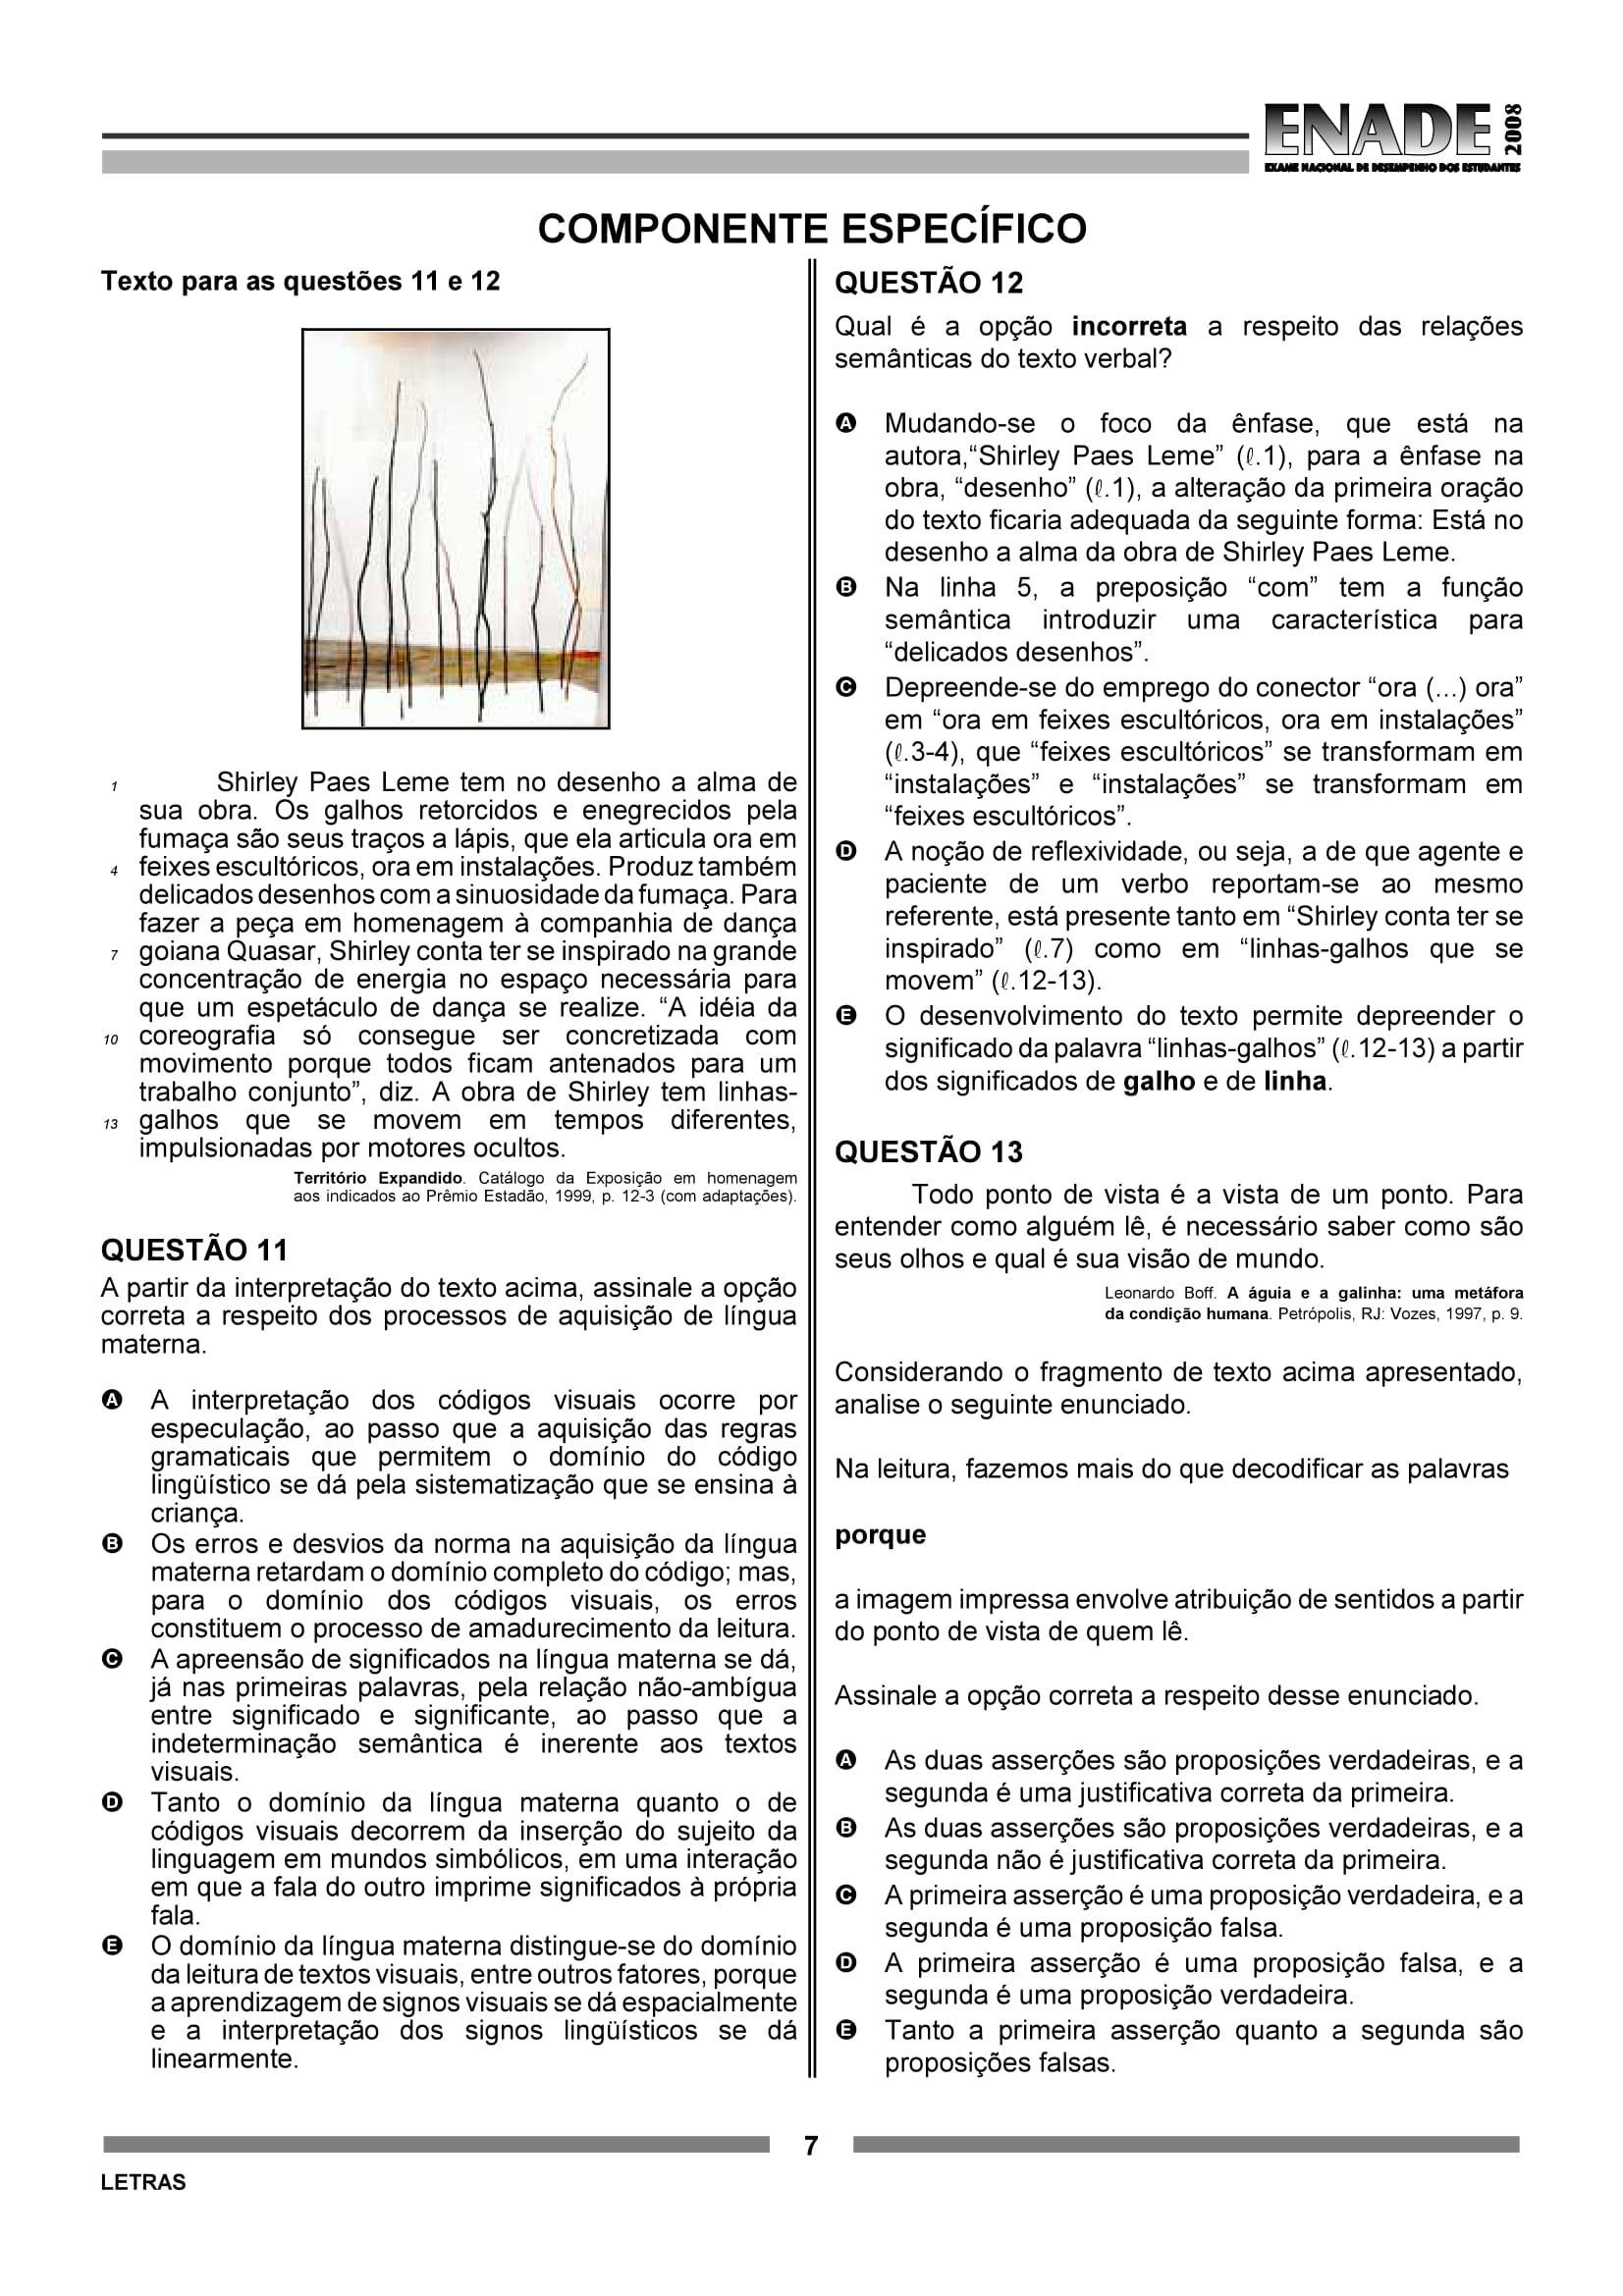 ENADE 2008
EXAME NACIONAL DE DESEMPENHO DOS ESTUDANTES
COMPONENTE ESPECÍFICO
Texto para as questões 11 e 12
1 Shirley Paes Leme tem no desenho a alma de
sua obra. Os galhos retorcidos e enegrecidos pela
fumaça são seus traços a lápis, que ela articula ora em
4 feixes escultóricos, ora em instalações. Produz também
delicados desenhos com a sinuosidade da fumaça. Para
fazer a peça em homenagem à companhia de dança
7 goiana Quasar, Shirley conta ter se inspirado na grande
concentração de energia no espaço necessária para
que um espetáculo de dança se realize. “A idéia da
10 coreografia só consegue ser concretizada com
movimento porque todos ficam antenados para um
trabalho conjunto”, diz. A obra de Shirley tem linhas-
13 galhos que se movem em tempos diferentes,
impulsionadas por motores ocultos.
Território Expandido. Catálogo da Exposição em homenagem
aos indicados ao Prêmio Estadão, 1999, p. 12-3 (com adaptações).
QUESTÃO 11
A partir da interpretação do texto acima, assinale a opção
correta a respeito dos processos de aquisição de língua
materna.
A A interpretação dos códigos visuais ocorre por
especulação, ao passo que a aquisição das regras
gramaticais que permitem o domínio do código
lingüístico se dá pela sistematização que se ensina à
criança.
B Os erros e desvios da norma na aquisição da língua
materna retardam o domínio completo do código; mas,
para o domínio dos códigos visuais, os erros
constituem o processo de amadurecimento da leitura.
C A apreensão de significados na língua materna se dá,
já nas primeiras palavras, pela relação não-ambígua
entre significado e significante, ao passo que a
indeterminação semântica é inerente aos textos
visuais.
D Tanto o domínio da língua materna quanto o de
códigos visuais decorrem da inserção do sujeito da
linguagem em mundos simbólicos, em uma interação
em que a fala do outro imprime significados à própria
fala.
E O domínio da língua materna distingue-se do domínio
da leitura de textos visuais, entre outros fatores, porque
a aprendizagem de signos visuais se dá espacialmente
e a interpretação dos signos lingüísticos se dá
linearmente.
QUESTÃO 12
Qual é a opção incorreta a respeito das relações
semânticas do texto verbal?
A Mudando-se o foco da ênfase, que está na
autora,“Shirley Paes Leme” (ℓ.1), para a ênfase na
obra, “desenho” (ℓ.1), a alteração da primeira oração
do texto ficaria adequada da seguinte forma: Está no
desenho a alma da obra de Shirley Paes Leme.
B Na linha 5, a preposição “com” tem a função
semântica introduzir uma característica para
“delicados desenhos”.
C Depreende-se do emprego do conector “ora (...) ora”
em “ora em feixes escultóricos, ora em instalações”
(ℓ.3-4), que “feixes escultóricos” se transformam em
“instalações” e “instalações” se transformam em
“feixes escultóricos”.
D A noção de reflexividade, ou seja, a de que agente e
paciente de um verbo reportam-se ao mesmo
referente, está presente tanto em “Shirley conta ter se
inspirado” (ℓ.7) como em “linhas-galhos que se
movem” (ℓ.12-13).
E O desenvolvimento do texto permite depreender o
significado da palavra “linhas-galhos” (ℓ.12-13) a partir
dos significados de galho e de linha.
QUESTÃO 13
Todo ponto de vista é a vista de um ponto. Para
entender como alguém lê, é necessário saber como são
seus olhos e qual é sua visão de mundo.
Leonardo Boff. A águia e a galinha: uma metáfora
da condição humana. Petrópolis, RJ: Vozes, 1997, p. 9.
Considerando o fragmento de texto acima apresentado,
analise o seguinte enunciado.
Na leitura, fazemos mais do que decodificar as palavras
porque
a imagem impressa envolve atribuição de sentidos a partir
do ponto de vista de quem lê.
Assinale a opção correta a respeito desse enunciado.
A As duas asserções são proposições verdadeiras, e a
segunda é uma justificativa correta da primeira.
B As duas asserções são proposições verdadeiras, e a
segunda não é justificativa correta da primeira.
C A primeira asserção é uma proposição verdadeira, e a
segunda é uma proposição falsa.
D A primeira asserção é uma proposição falsa, e a
segunda é uma proposição verdadeira.
E Tanto a primeira asserção quanto a segunda são
proposições falsas.
7
LETRAS